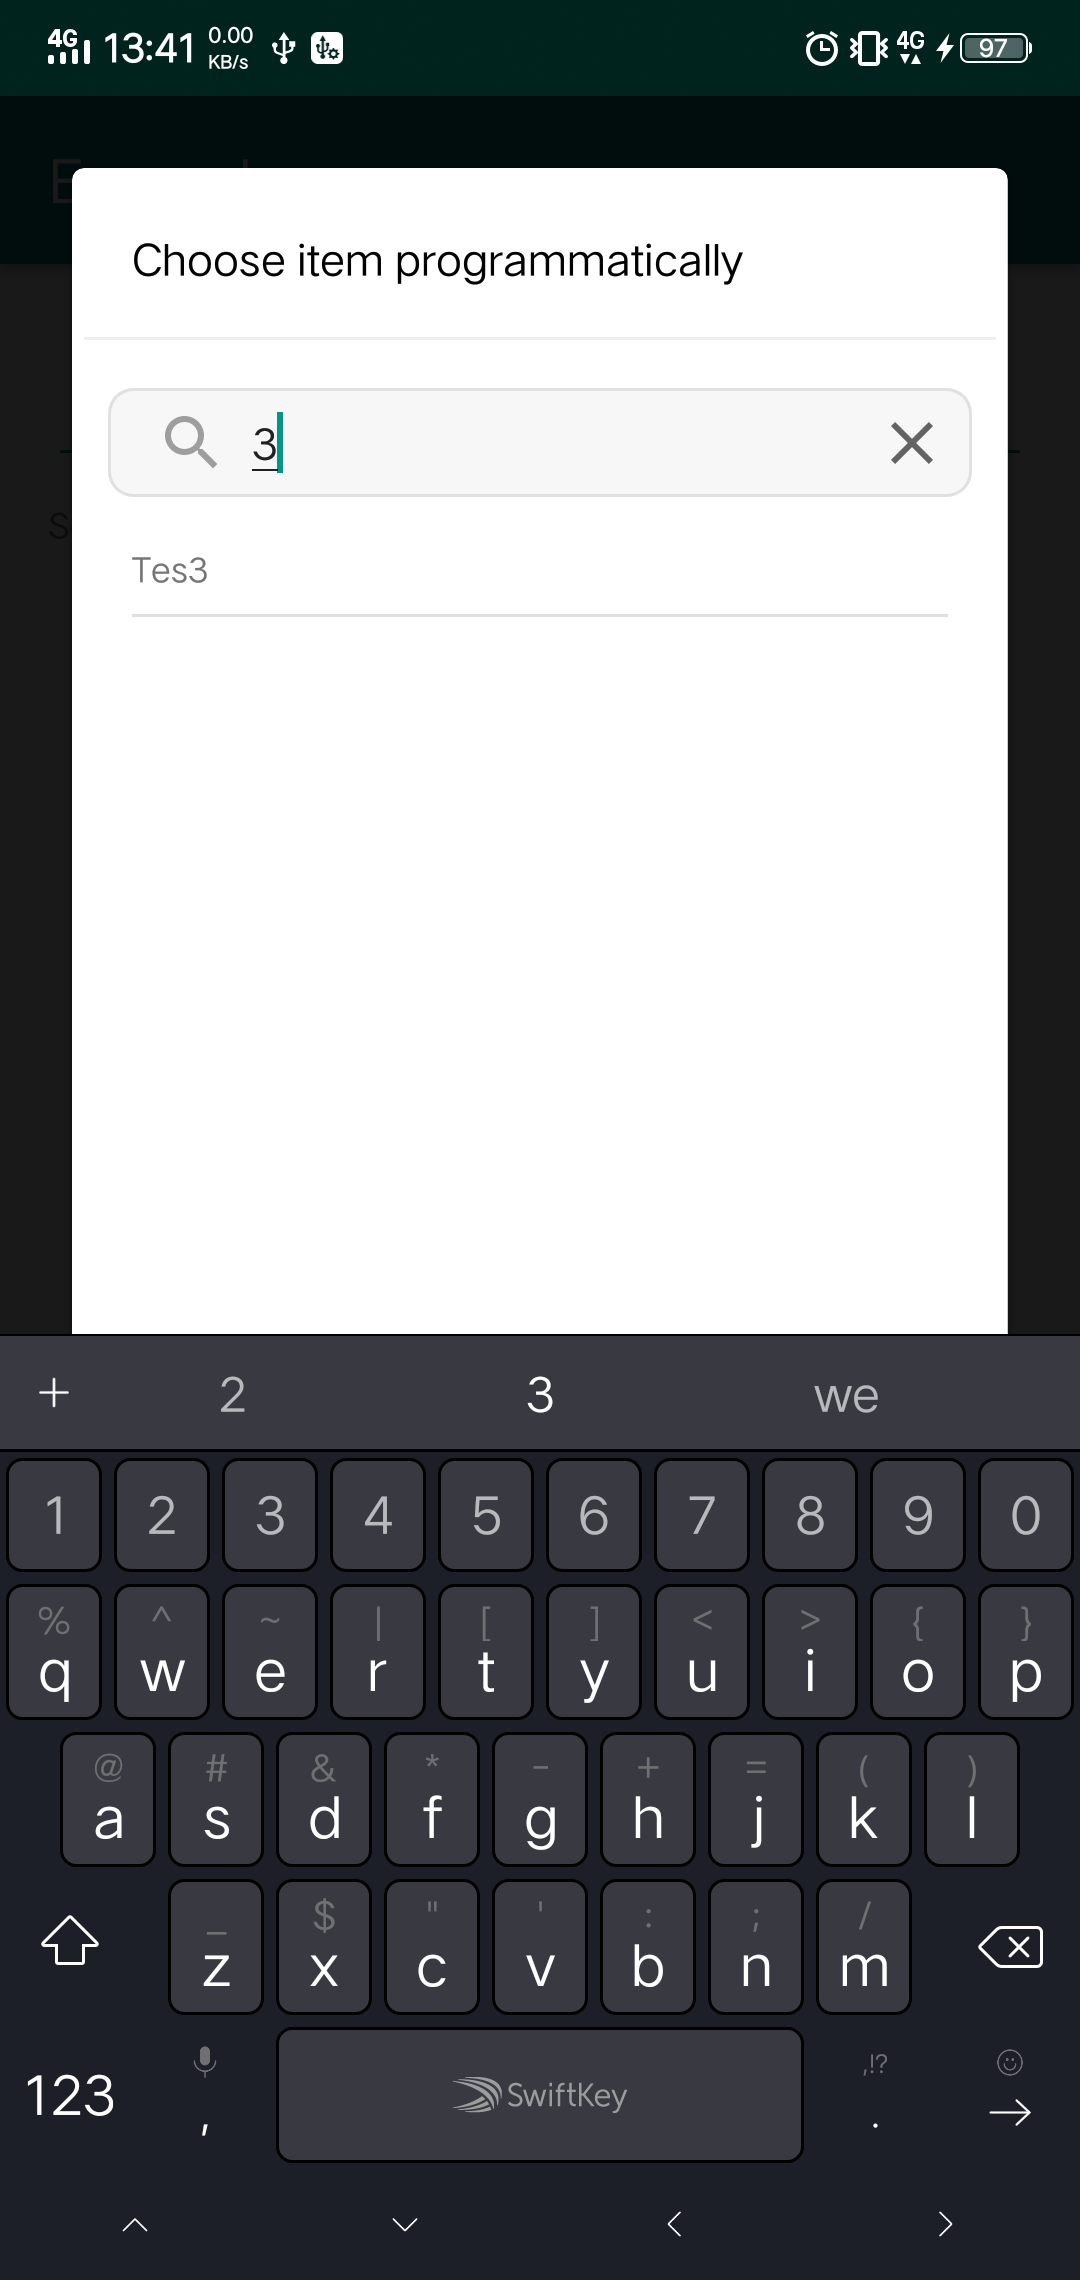 4G 13:41 0.00 KB/s 4G 97
Choose item programmatically
3
S
Tes3
2 3 we
1 2 3 4 5 6 7 8 9 0
% ^ ~ | [ ] < > { }
q w e r t y u i o p
@ # & * - + = ( )
a s d f g h j k l
_ $ " ' : ; /
z x c v b n m
123 , SwiftKey ,!? .